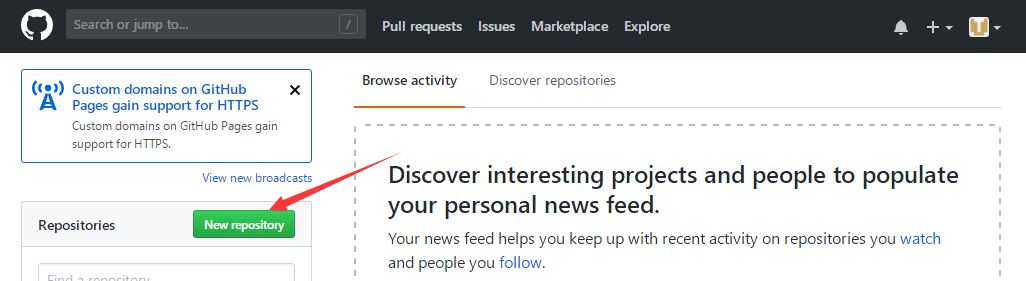 Search or jump to... /
Pull requests Issues Marketplace Explore
Custom domains on GitHub
Pages gain support for HTTPS
Custom domains on GitHub Pages gain
support for HTTPS.
View new broadcasts
Repositories New repository
Find a repository
Browse activity Discover repositories
Discover interesting projects and people to populate
your personal news feed.
Your news feed helps you keep up with recent activity on repositories you watch
and people you follow.